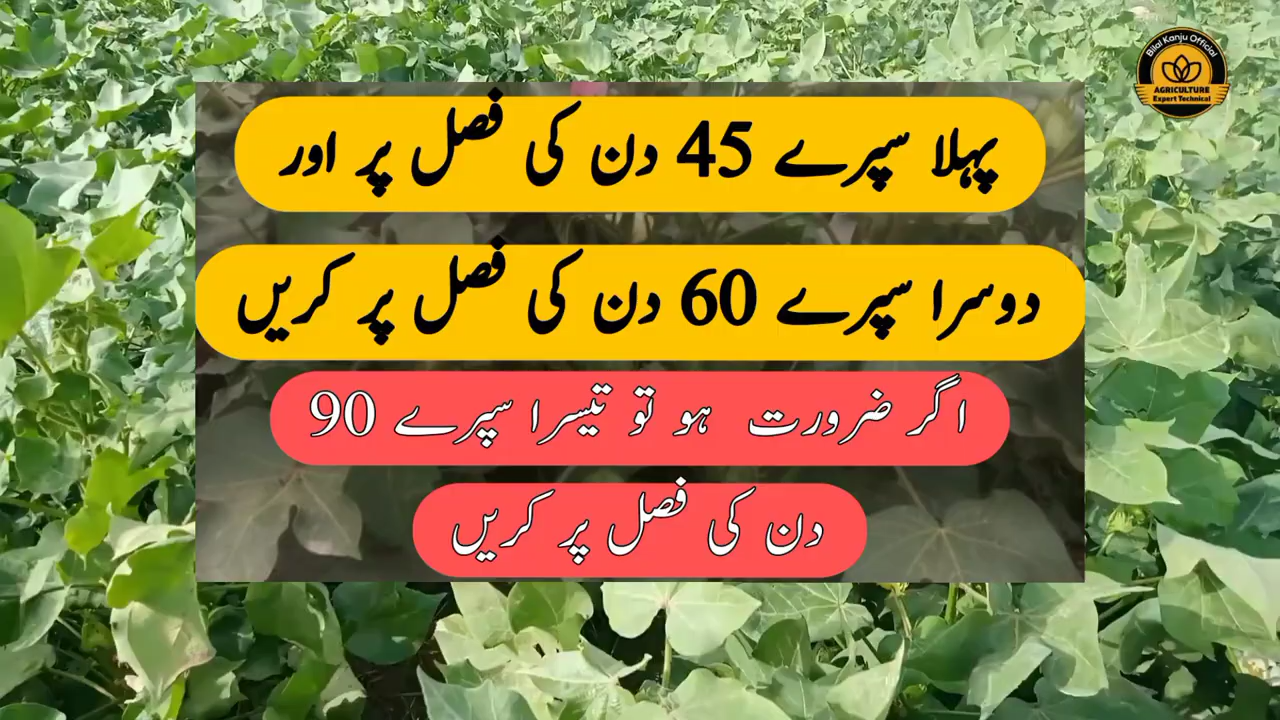 Bilal Kanju Official
AGRICULTURE
Expert Technical
پہلا سپرے 45 دن کی فصل پر اور
دوسرا سپرے 60 دن کی فصل پر کریں
اگر ضرورت ہو تو تیسرا سپرے 90
دن کی فصل پر کریں